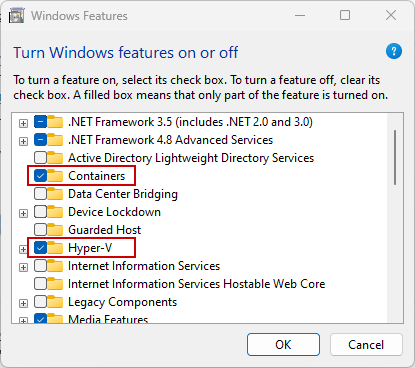 Windows Features
Turn Windows features on or off
?
To turn a feature on, select its check box. To turn a feature off, clear its
check box. A filled box means that only part of the feature is turned on.
.NET Framework 3.5 (includes .NET 2.0 and 3.0)
.NET Framework 4.8 Advanced Services
Active Directory Lightweight Directory Services
Containers
Data Center Bridging
Device Lockdown
Guarded Host
Hyper-V
Internet Information Services
Internet Information Services Hostable Web Core
Legacy Components
Media Features
OK Cancel